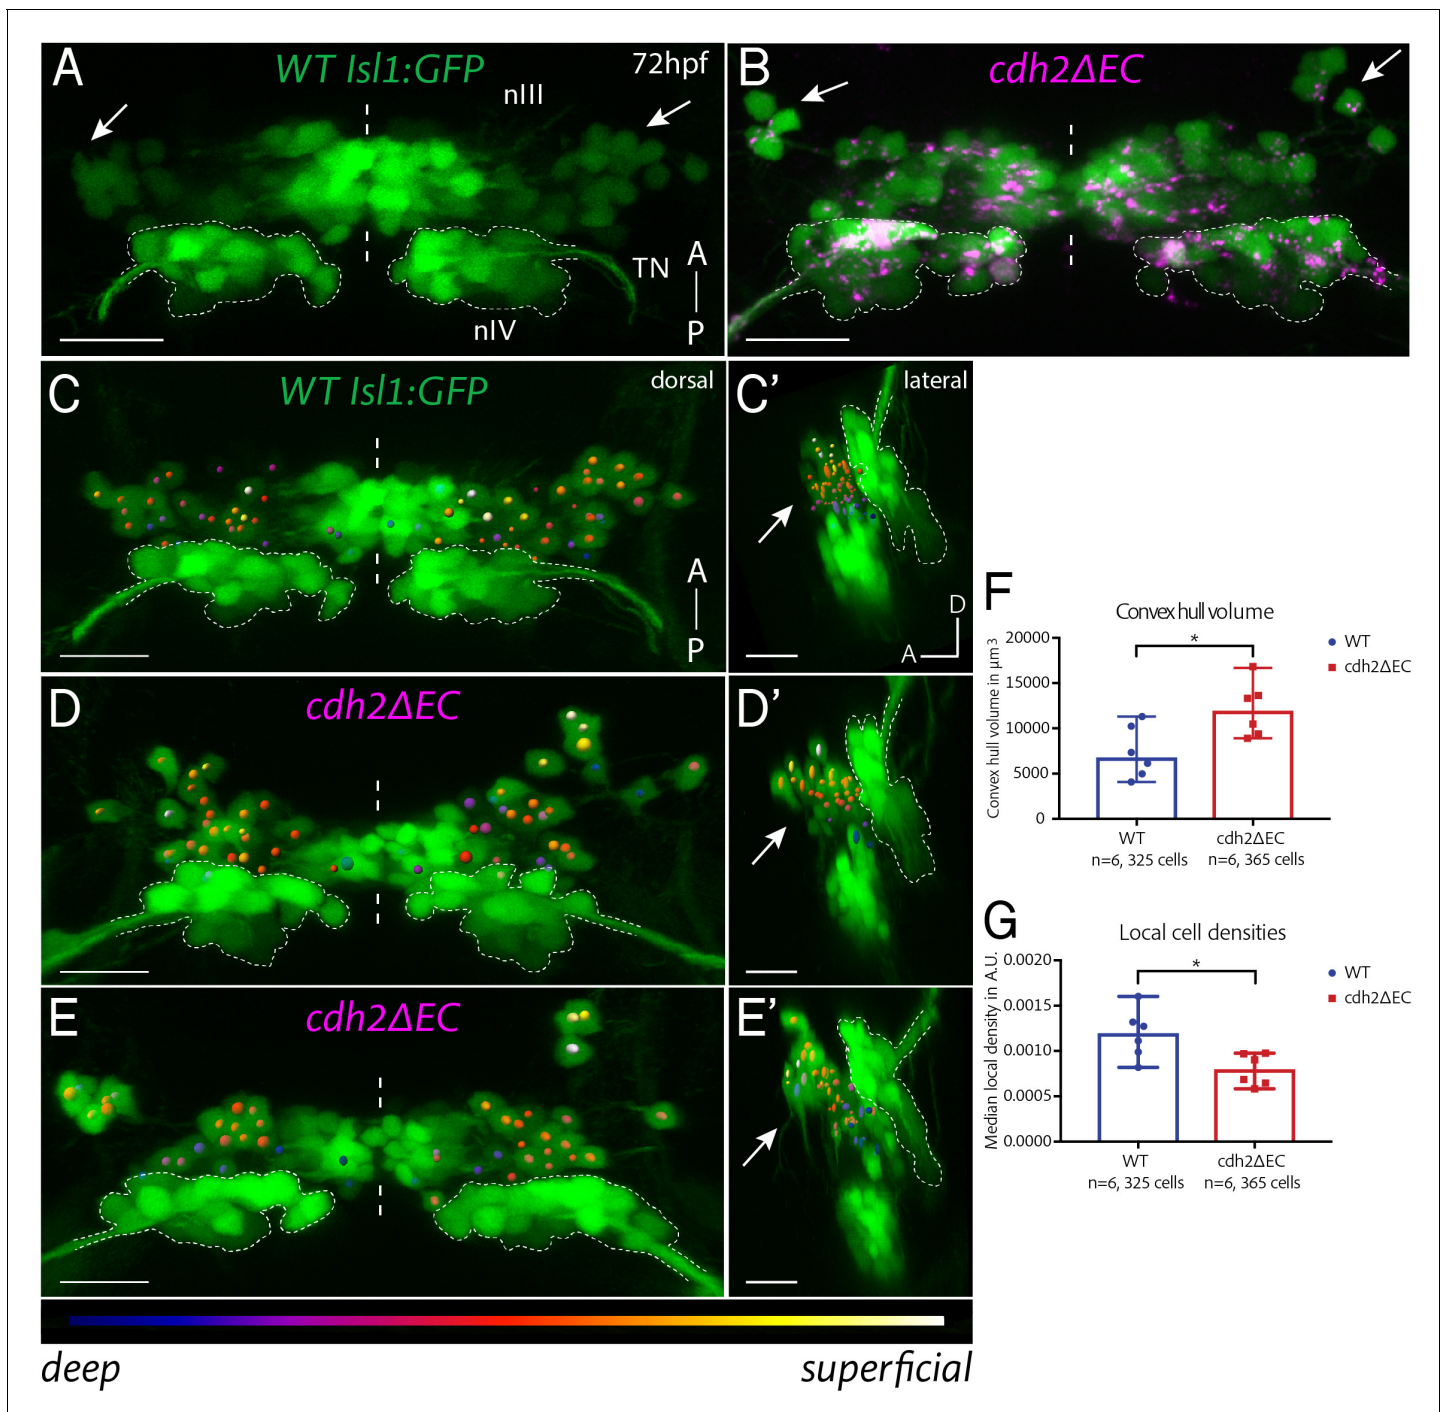 A
WT Isl1:GFP
72hpf
nIII
TN
A
P
nIV
B
cdh2ΔEC
C
WT Isl1:GFP
dorsal
A
P
C'
lateral
D
A
D
cdh2ΔEC
D'
E
cdh2ΔEC
E'
deep
superficial
F
Convex hull volume
Convex hull volume in µm3
20000
15000
10000
5000
0
*
WT
cdh2ΔEC
WT
n=6, 325 cells
cdh2ΔEC
n=6, 365 cells
G
Local cell densities
Median local density in A.U.
0.0020
0.0015
0.0010
0.0005
0.0000
*
WT
cdh2ΔEC
WT
n=6, 325 cells
cdh2ΔEC
n=6, 365 cells